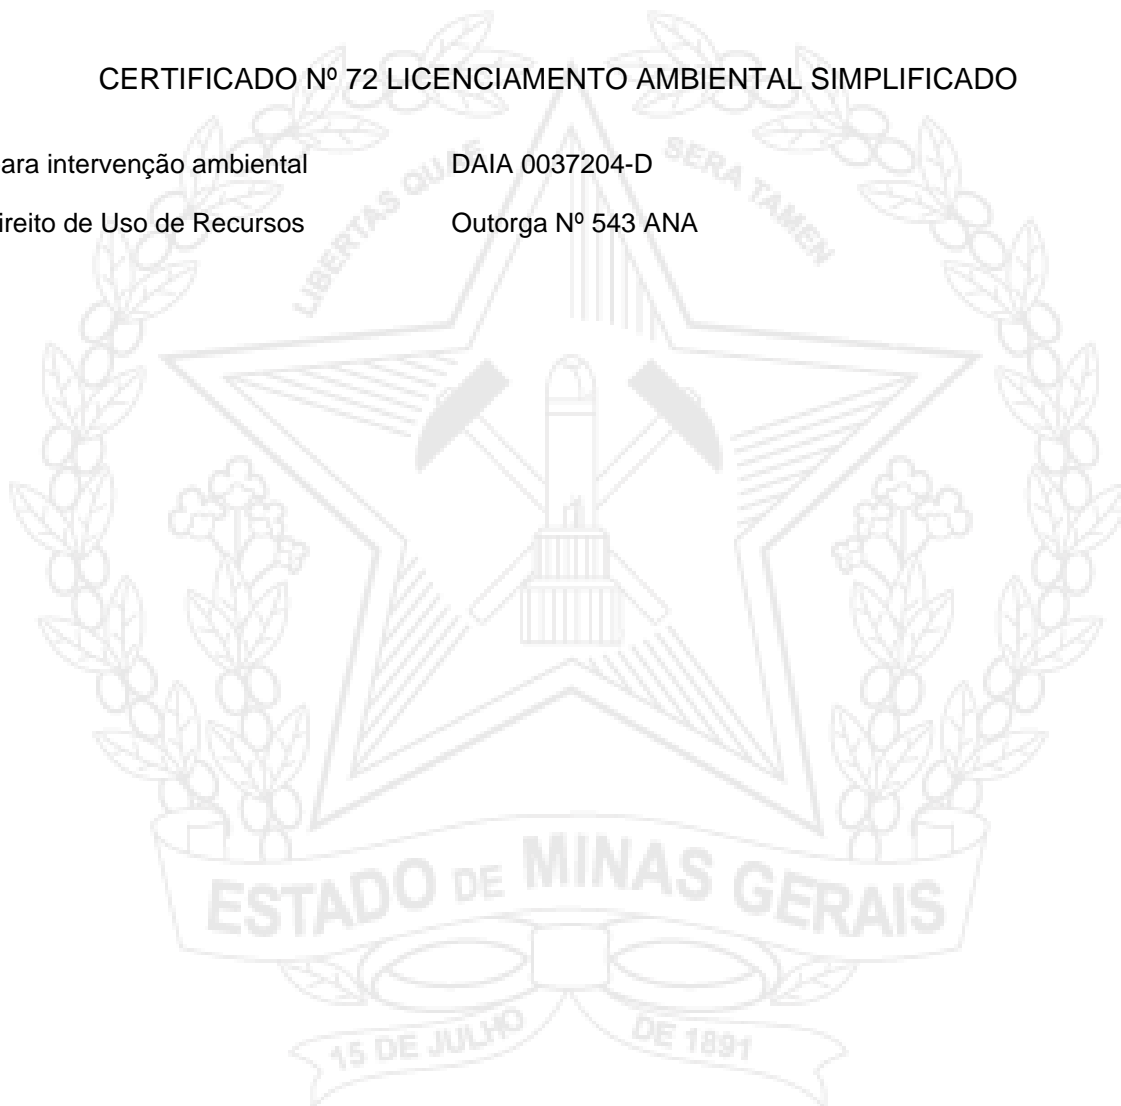 CERTIFICADO Nº 72 LICENCIAMENTO AMBIENTAL SIMPLIFICADO
ara intervenção ambiental DAIA 0037204-D
ireito de Uso de Recursos Outorga Nº 543 ANA
LIBERTAS QUÆ SERA TAMEN
ESTADO DE MINAS GERAIS
15 DE JULHO DE 1891